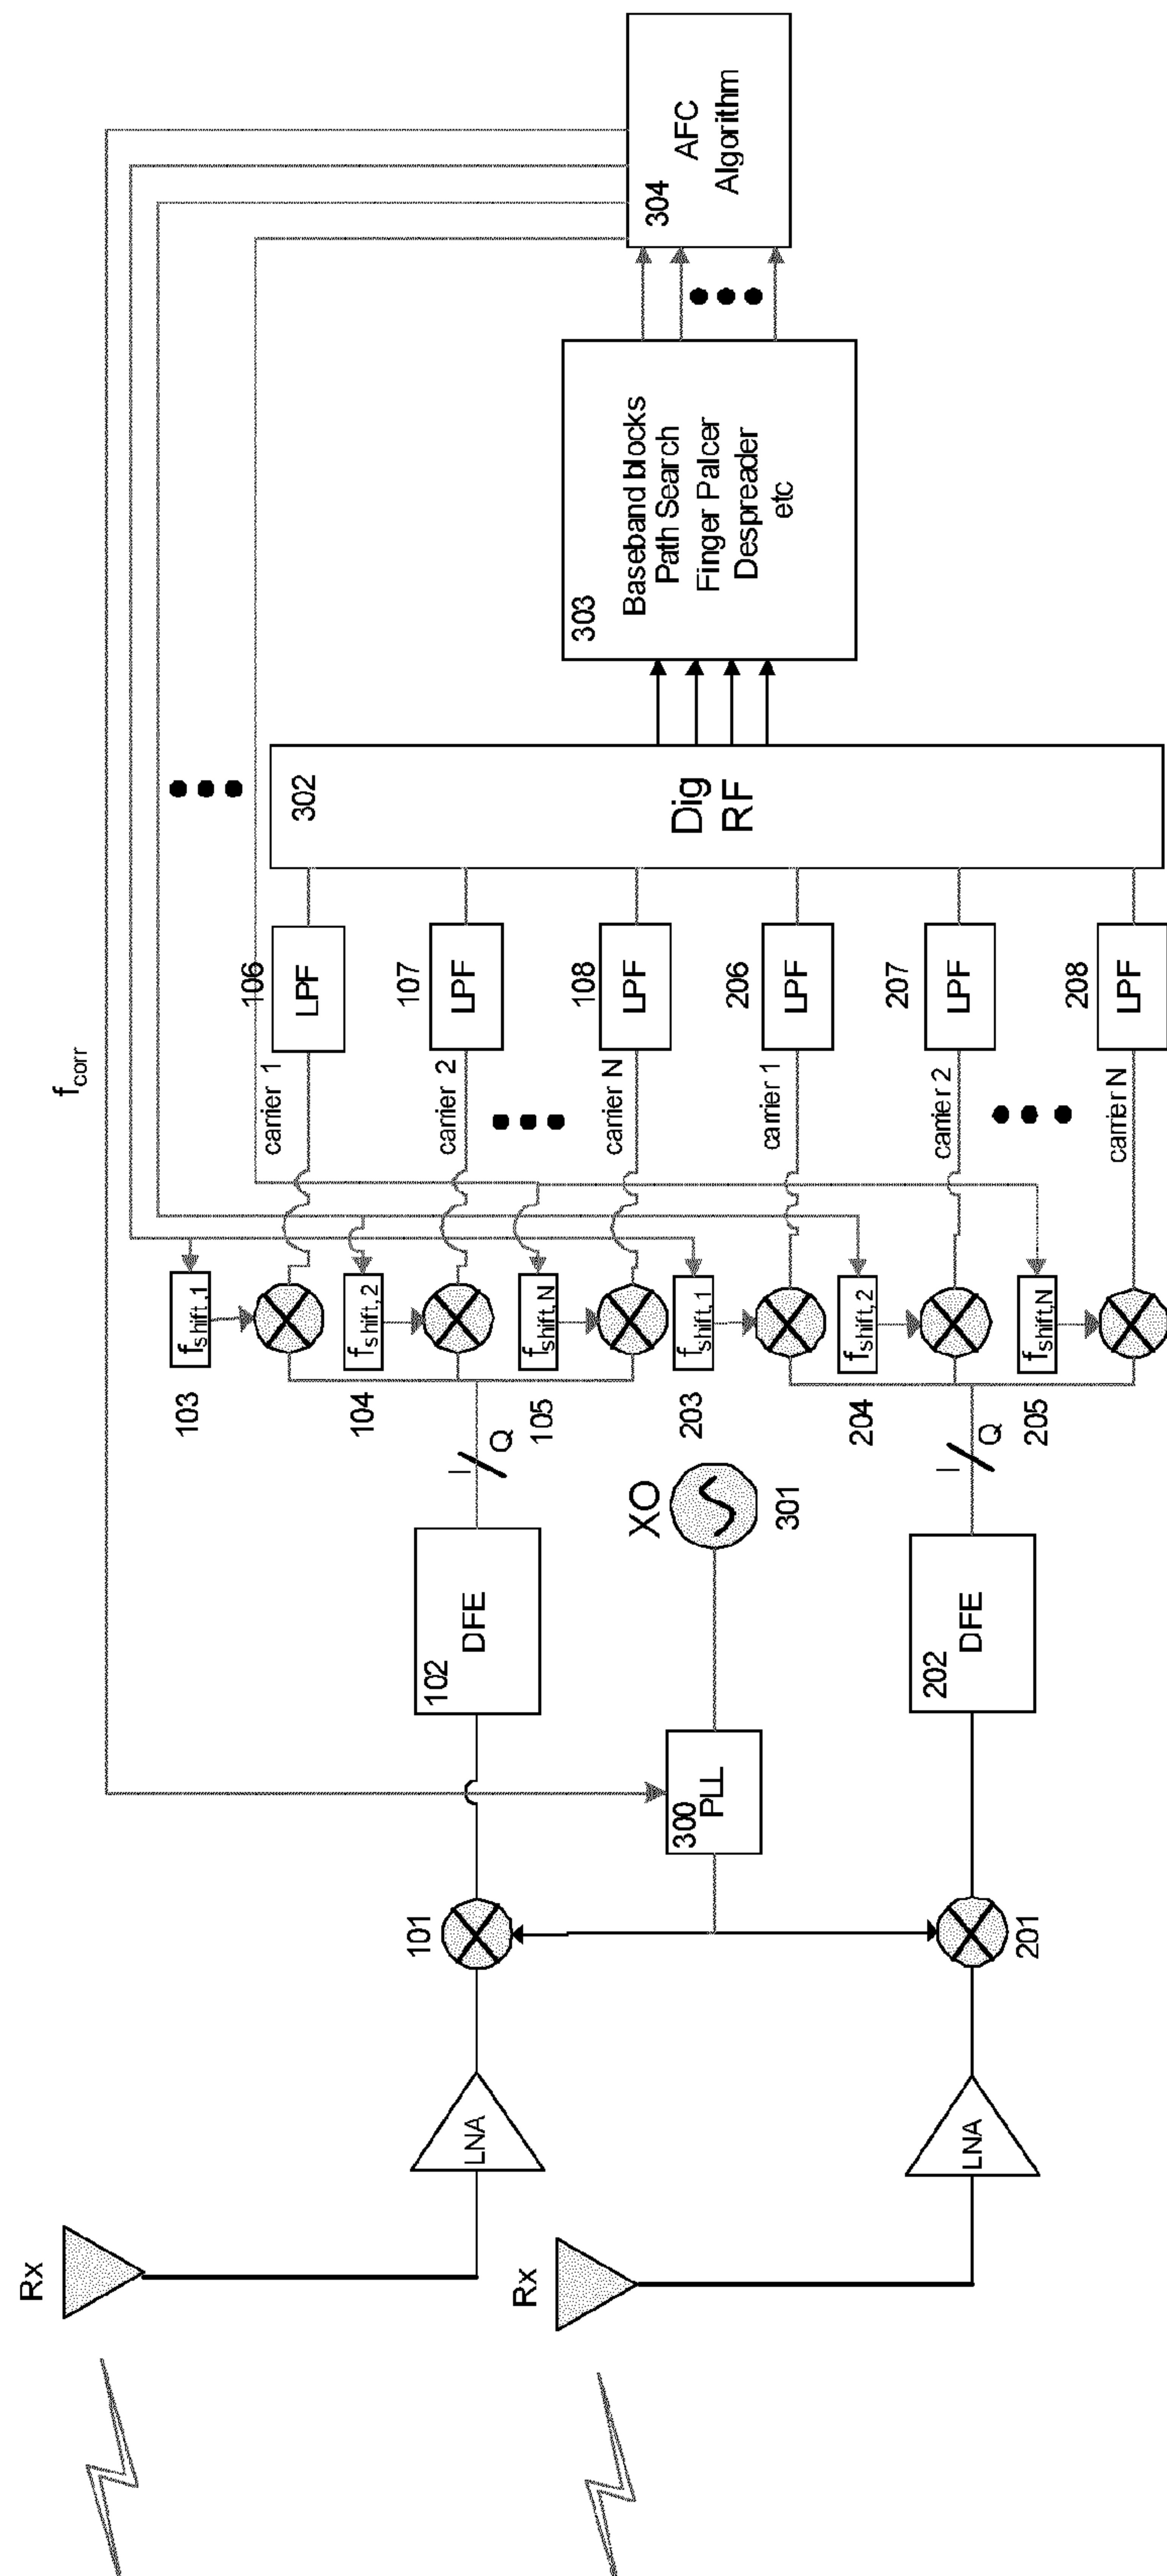 f_corr
Rx
LNA
101
102
DFE
I
Q
103
f_shift,1
104
f_shift,2
105
f_shift,N
carrier 1
106
LPF
carrier 2
107
LPF
carrier N
108
LPF
300
PLL
XO
301
Rx
LNA
201
202
DFE
I
Q
203
f_shift,1
204
f_shift,2
205
f_shift,N
carrier 1
206
LPF
carrier 2
207
LPF
carrier N
208
LPF
302
Dig
RF
303
Baseband blocks
Path Search
Finger Palcer
Despreader
etc
304
AFC
Algorithm